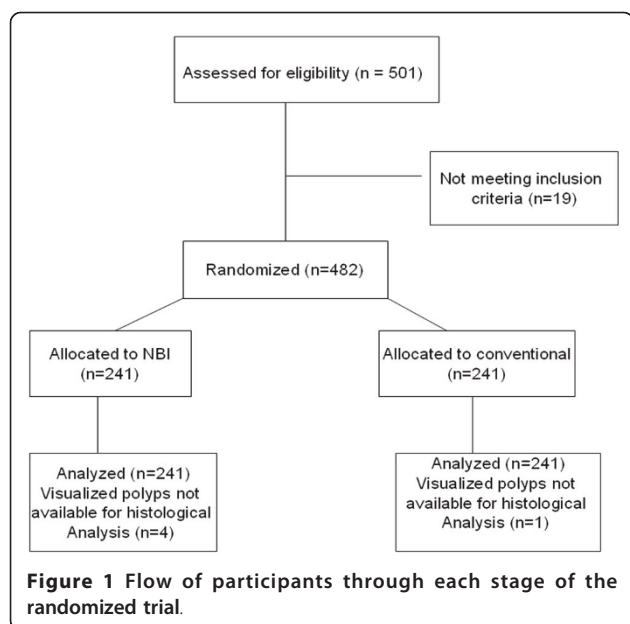 Assessed for eligibility (n = 501)
Not meeting inclusion
criteria (n=19)
Randomized (n=482)
Allocated to NBI
(n=241)
Allocated to conventional
(n=241)
Analyzed (n=241)
Visualized polyps not
available for histological
Analysis (n=4)
Analyzed (n=241)
Visualized polyps not
available for histological
Analysis (n=1)
Figure 1 Flow of participants through each stage of the
randomized trial.